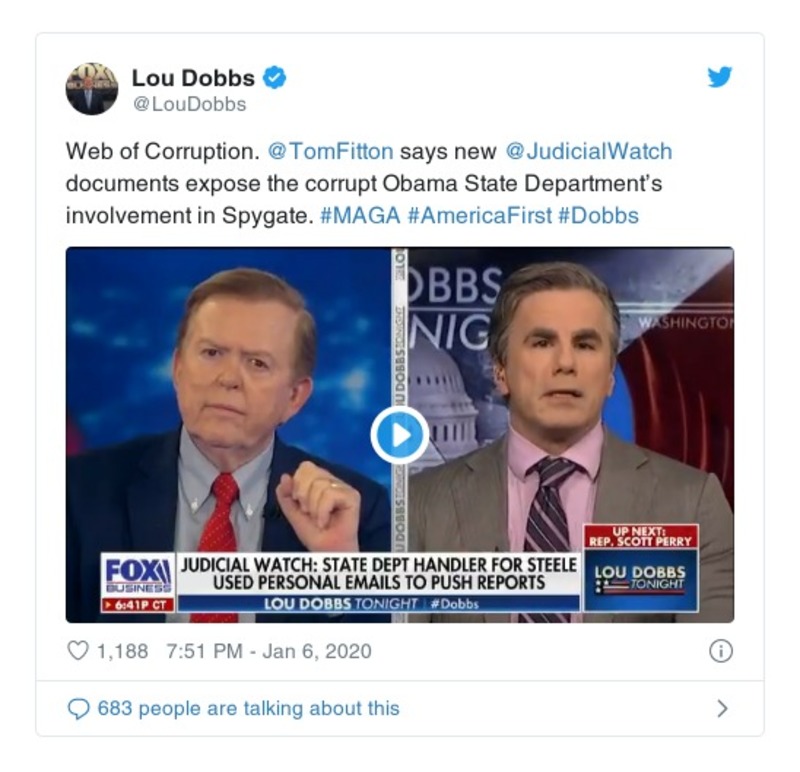 Lou Dobbs
@LouDobbs
Web of Corruption. @TomFitton says new @JudicialWatch
documents expose the corrupt Obama State Department’s
involvement in Spygate. #MAGA #AmericaFirst #Dobbs
FOX
BUSINESS
LO
U DOBBS TONIGHT
U DOBBS TONIGHT
DOBBS
NIG
WASHINGTON
UP NEXT:
REP. SCOTT PERRY
LOU DOBBS
TONIGHT
FOX
BUSINESS
6:41P CT
JUDICIAL WATCH: STATE DEPT HANDLER FOR STEELE
USED PERSONAL EMAILS TO PUSH REPORTS
LOU DOBBS TONIGHT | #Dobbs
1,188 7:51 PM - Jan 6, 2020
683 people are talking about this